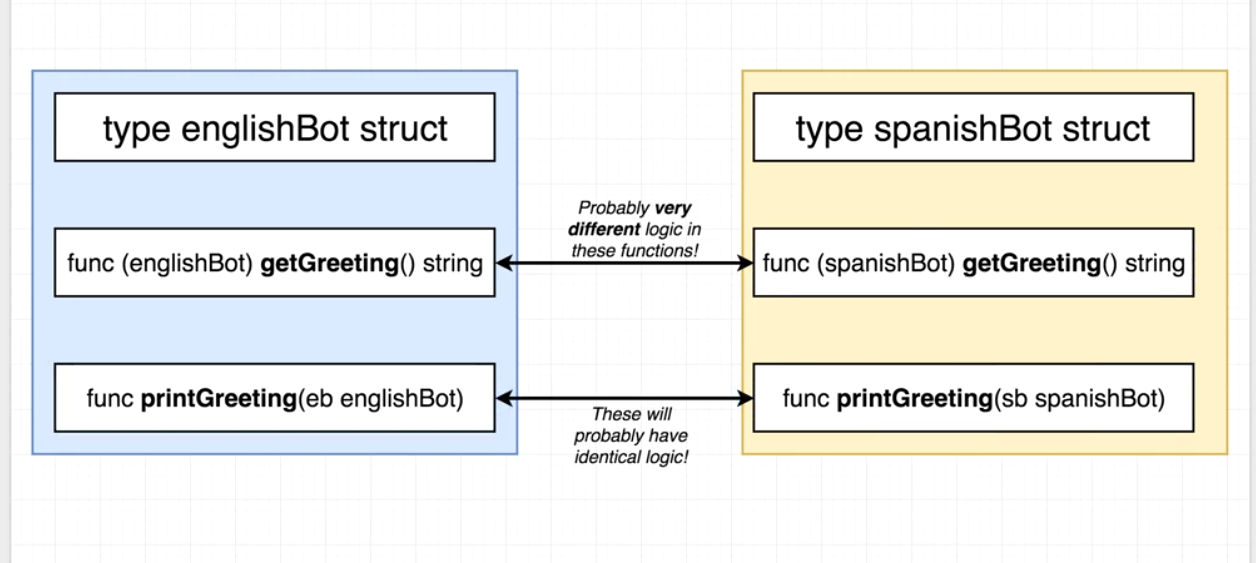 type englishBot struct
type spanishBot struct
Probably very
different logic in
these functions!
func (englishBot) getGreeting() string
func (spanishBot) getGreeting() string
func printGreeting(eb englishBot)
func printGreeting(sb spanishBot)
These will
probably have
identical logic!